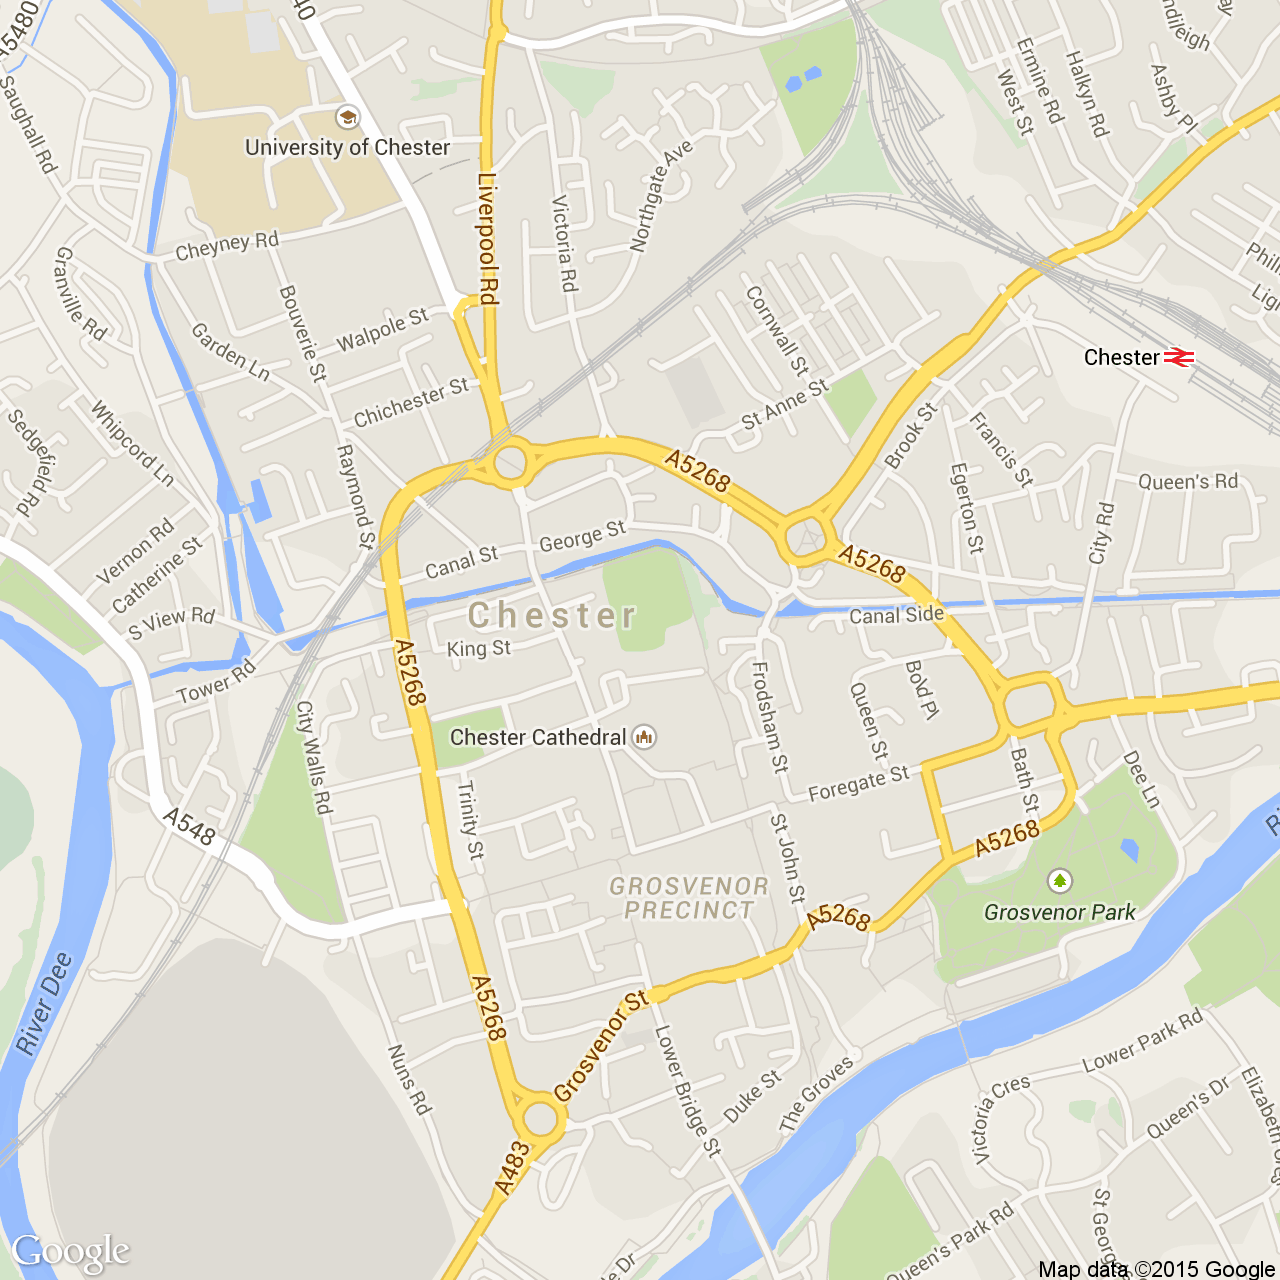 A5480
40
ndileigh
Ermine Rd
Halkyn Rd
West St
Ashby Pl
Saughall Rd
University of Chester
Liverpool Rd
Victoria Rd
Northgate Ave
Cheyney Rd
Granville Rd
Bouverie St
Walpole St
Garden Ln
Cornwall St
Phill
Ligh
Chester
Chichester St
St Anne St
Brook St
Francis St
Whipcord Ln
Sedgefield Rd
Raymond St
A5268
Egerton St
Queen's Rd
City Rd
Vernon Rd
Catherine St
George St
Canal St
A5268
S View Rd
Chester
Canal Side
King St
A5268
Tower Rd
Frodsham St
Bold Pl
Queen St
City Walls Rd
Chester Cathedral
Foregate St
Bath St
Dee Ln
Trinity St
A548
St John St
A5268
GROSVENOR
PRECINCT
A5268
Grosvenor Park
River Dee
A5268
Grosvenor St
Nuns Rd
Lower Bridge St
Duke St
The Groves
Lower Park Rd
Victoria Cres
Queen's Dr
A483
Queen's Park Rd
Google
Map data ©2015 Google